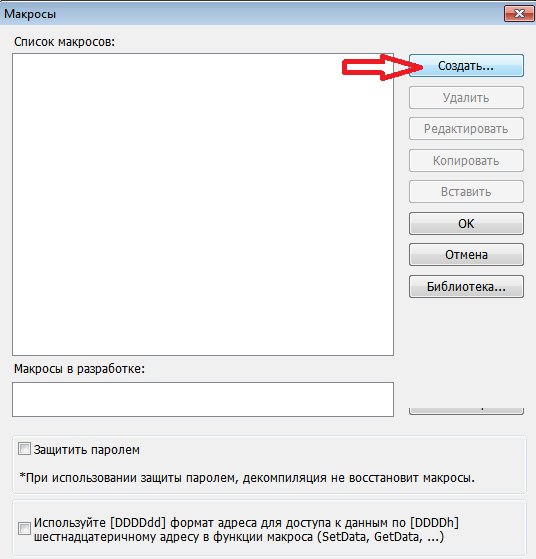 Макросы
Список макросов:
Создать...
Удалить
Редактировать
Копировать
Вставить
OK
Отмена
Библиотека...
Макросы в разработке:
Защитить паролем
*При использовании защиты паролем, декомпиляция не восстановит макросы.
Используйте [DDDDdd] формат адреса для доступа к данным по [DDDDh]
шестнадцатеричному адресу в функции макроса (SetData, GetData, ...)